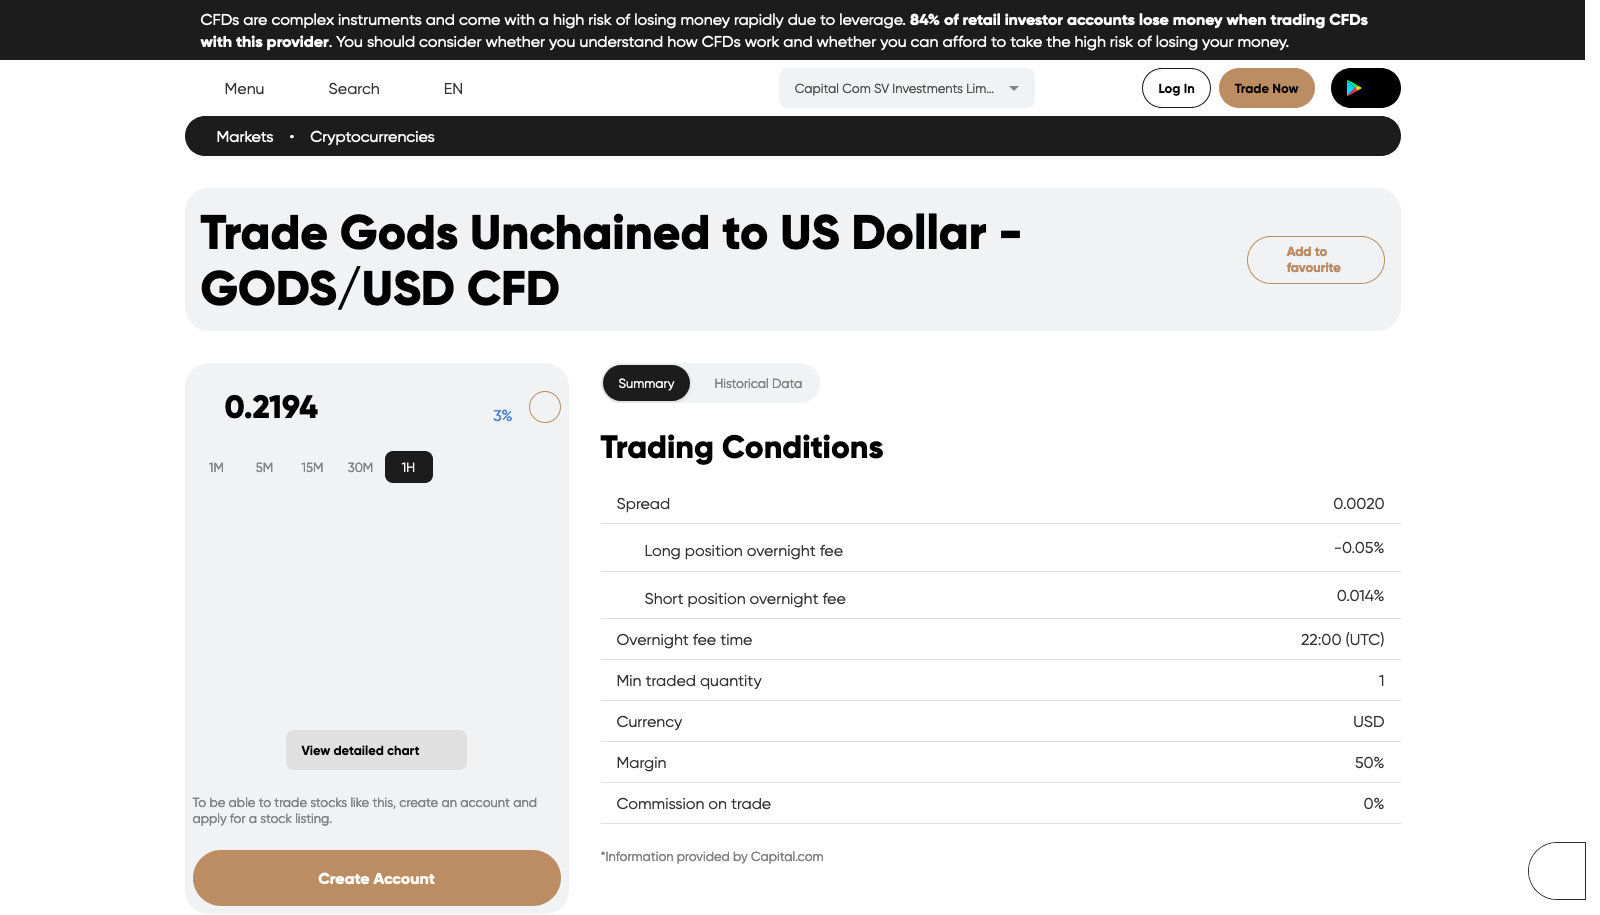 CFDs are complex instruments and come with a high risk of losing money rapidly due to leverage. 84% of retail investor accounts lose money when trading CFDs
with this provider. You should consider whether you understand how CFDs work and whether you can afford to take the high risk of losing your money.
Menu Search EN Capital Com SV Investments Lim... Log In Trade Now
Markets • Cryptocurrencies
Trade Gods Unchained to US Dollar -
GODS/USD CFD
Add to
favourite
0.2194 3%
1M 5M 15M 30M 1H
View detailed chart
To be able to trade stocks like this, create an account and
apply for a stock listing.
Create Account
Summary Historical Data
Trading Conditions
Spread 0.0020
Long position overnight fee -0.05%
Short position overnight fee 0.014%
Overnight fee time 22:00 (UTC)
Min traded quantity 1
Currency USD
Margin 50%
Commission on trade 0%
*Information provided by Capital.com